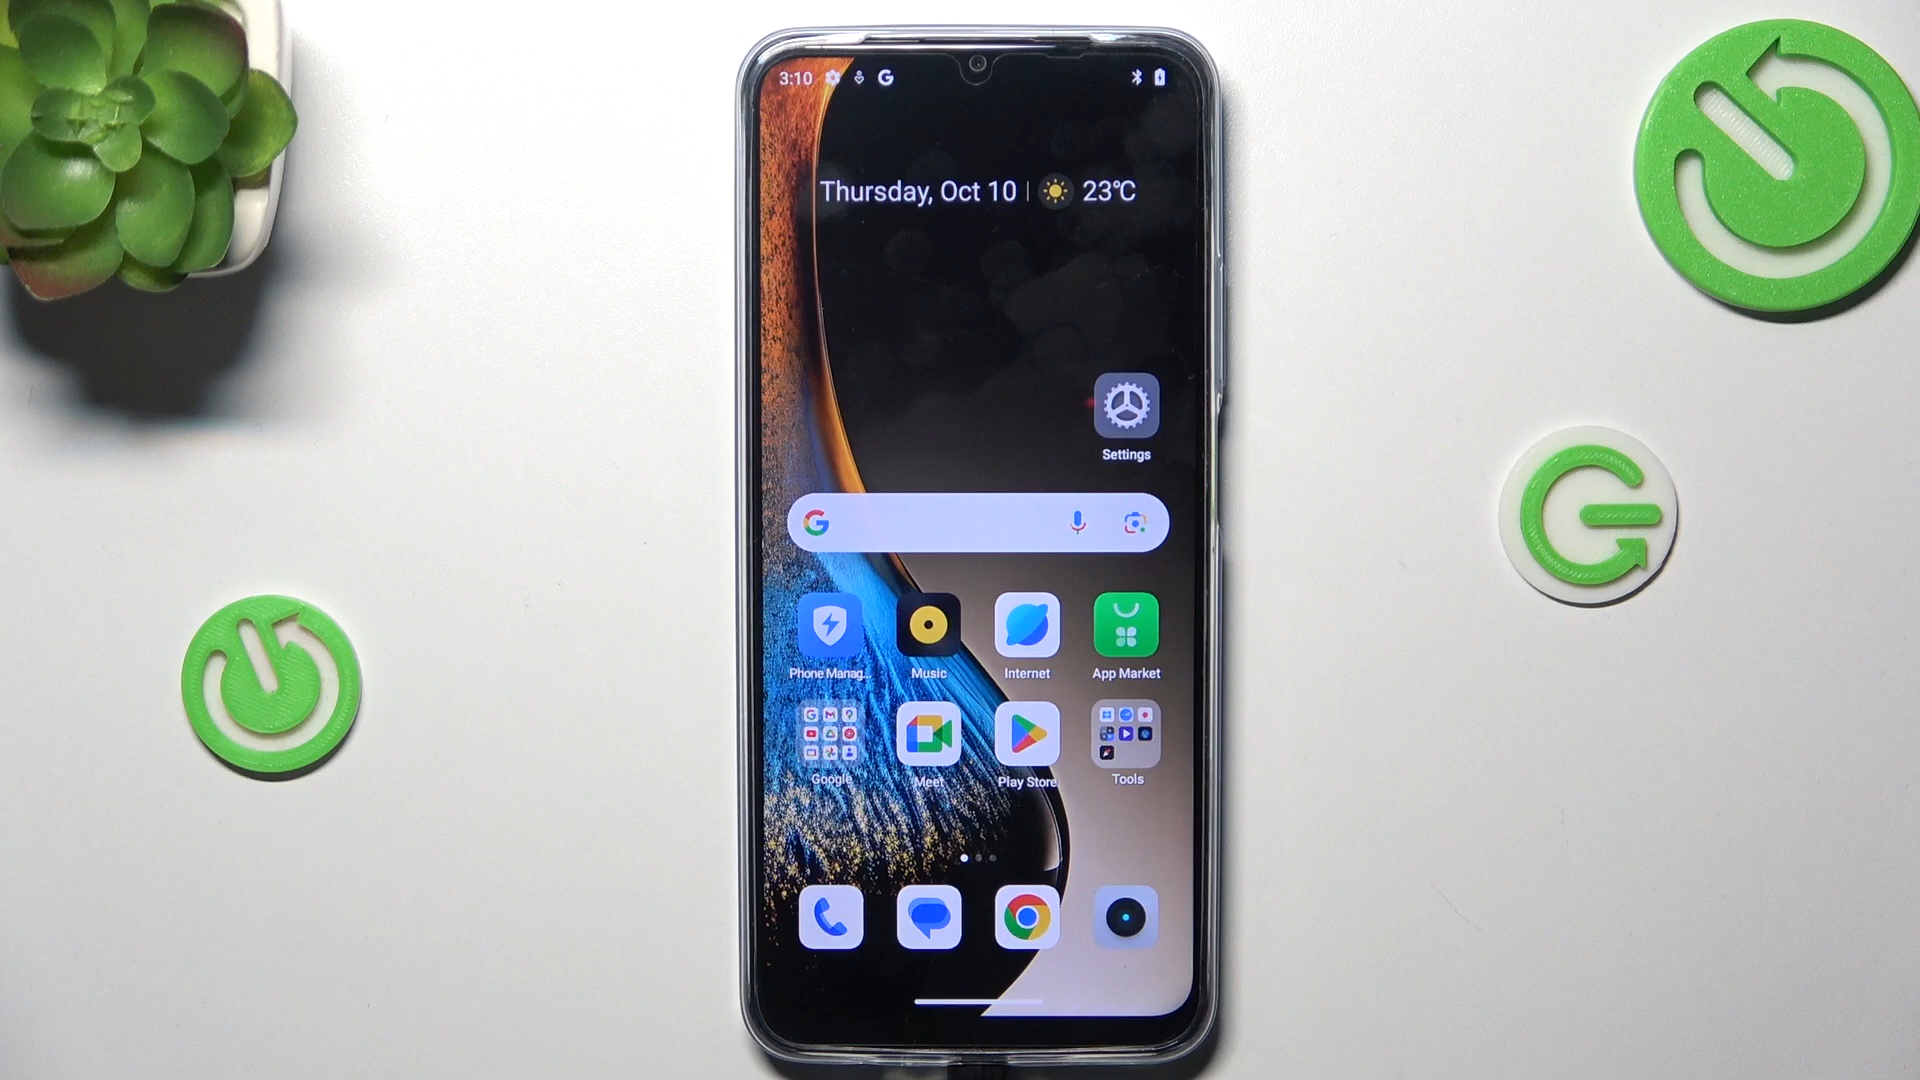 3:10
Thursday, Oct 10 | 23°C
Settings
Phone Manag...
Music
Internet
App Market
Google
Meet
Play Store
Tools